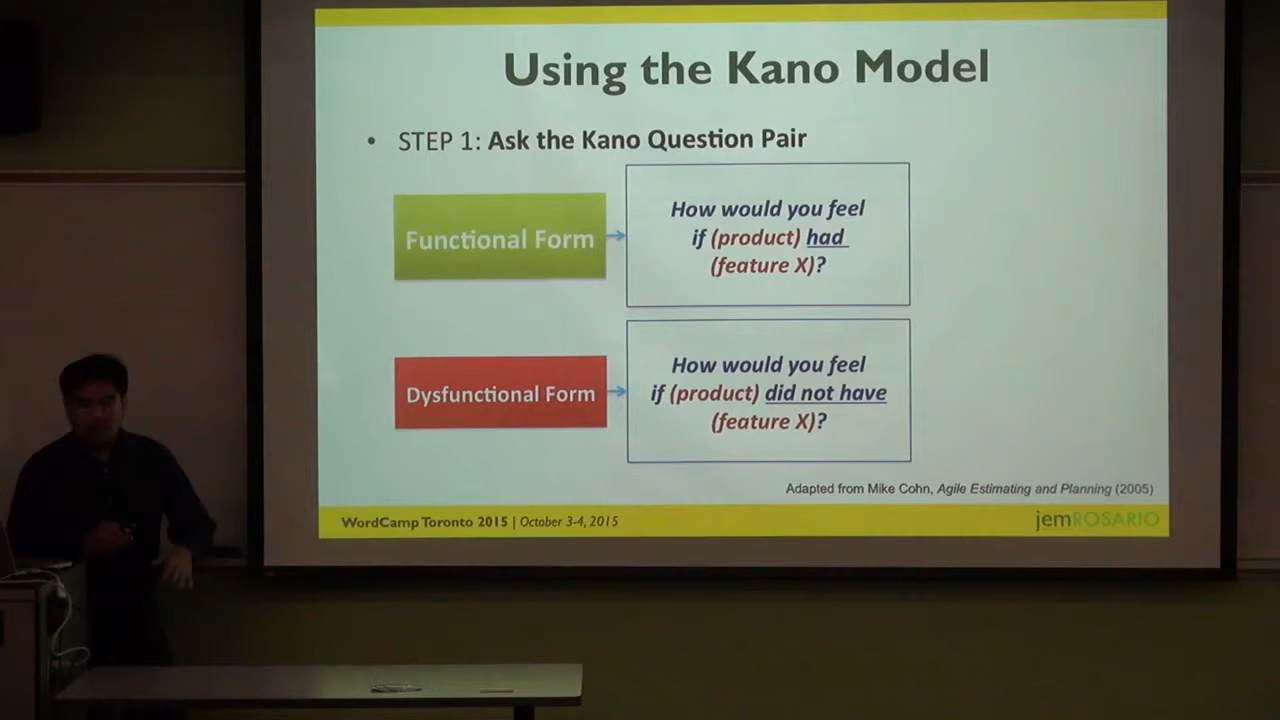 Using the Kano Model
• STEP 1: Ask the Kano Question Pair
Functional Form
How would you feel
if (product) had
(feature X)?
Dysfunctional Form
How would you feel
if (product) did not have
(feature X)?
Adapted from Mike Cohn, Agile Estimating and Planning (2005)
WordCamp Toronto 2015 | October 3-4, 2015
jemROSARIO